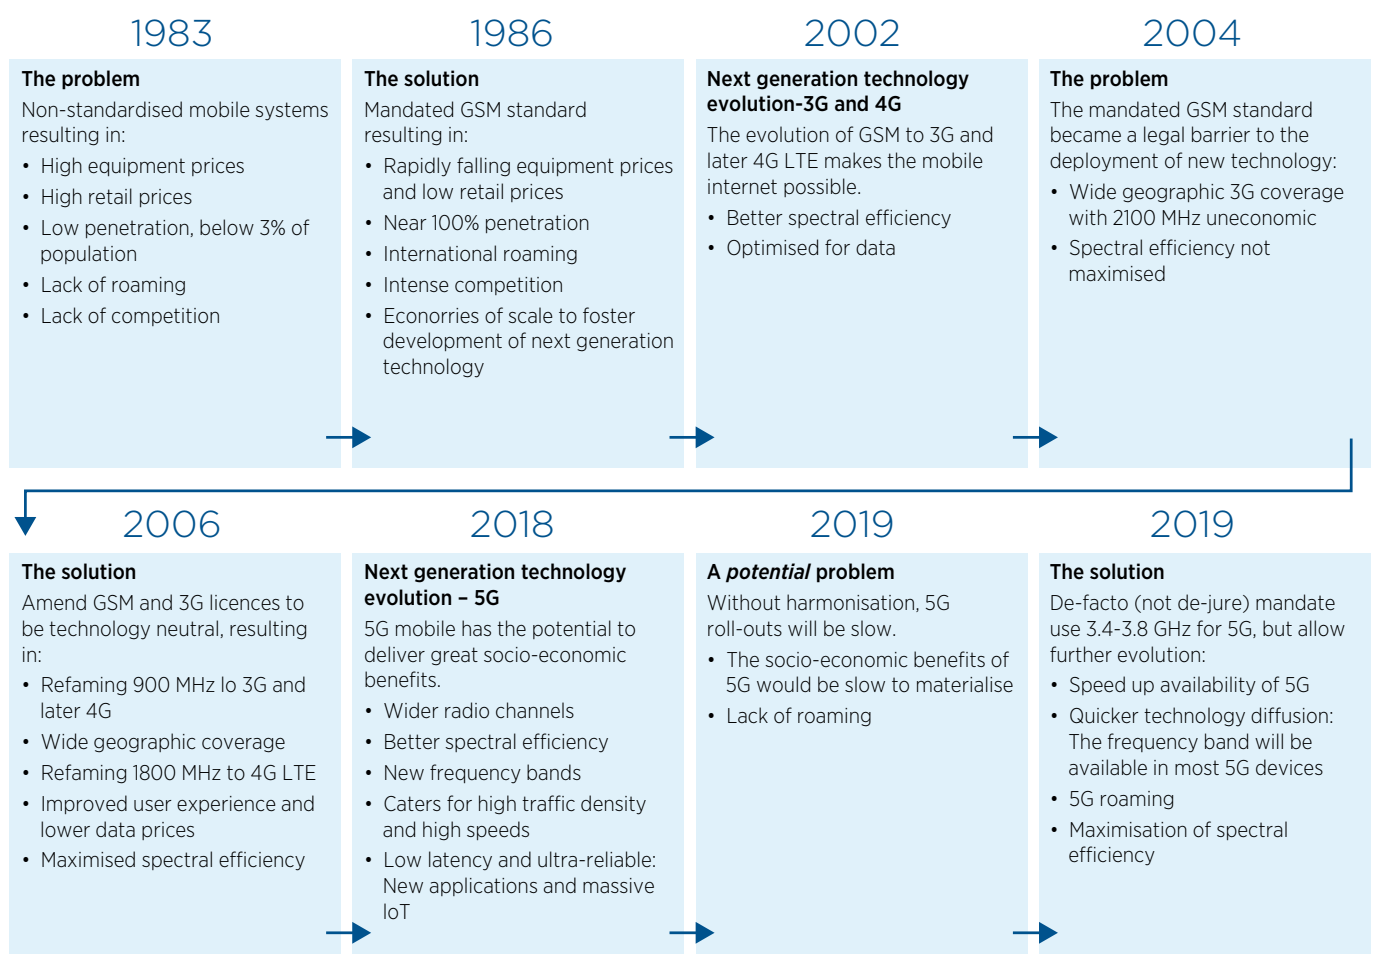 1983
The problem
Non-standardised mobile systems
resulting in:
• High equipment prices
• High retail prices
• Low penetration, below 3% of
population
• Lack of roaming
• Lack of competition
1986
The solution
Mandated GSM standard
resulting in:
• Rapidly falling equipment prices
and low retail prices
• Near 100% penetration
• International roaming
• Intense competition
• Econorries of scale to foster
development of next generation
technology
2002
Next generation technology
evolution-3G and 4G
The evolution of GSM to 3G and
later 4G LTE makes the mobile
internet possible.
• Better spectral efficiency
• Optimised for data
2004
The problem
The mandated GSM standard
became a legal barrier to the
deployment of new technology:
• Wide geographic 3G coverage
with 2100 MHz uneconomic
• Spectral efficiency not
maximised
2006
The solution
Amend GSM and 3G licences to
be technology neutral, resulting
in:
• Refaming 900 MHz lo 3G and
later 4G
• Wide geographic coverage
• Refaming 1800 MHz to 4G LTE
• Improved user experience and
lower data prices
• Maximised spectral efficiency
2018
Next generation technology
evolution – 5G
5G mobile has the potential to
deliver great socio-economic
benefits.
• Wider radio channels
• Better spectral efficiency
• New frequency bands
• Caters for high traffic density
and high speeds
• Low latency and ultra-reliable:
New applications and massive
IoT
2019
A potential problem
Without harmonisation, 5G
roll-outs will be slow.
• The socio-economic benefits of
5G would be slow to materialise
• Lack of roaming
2019
The solution
De-facto (not de-jure) mandate
use 3.4-3.8 GHz for 5G, but allow
further evolution:
• Speed up availability of 5G
• Quicker technology diffusion:
The frequency band will be
available in most 5G devices
• 5G roaming
• Maximisation of spectral
efficiency